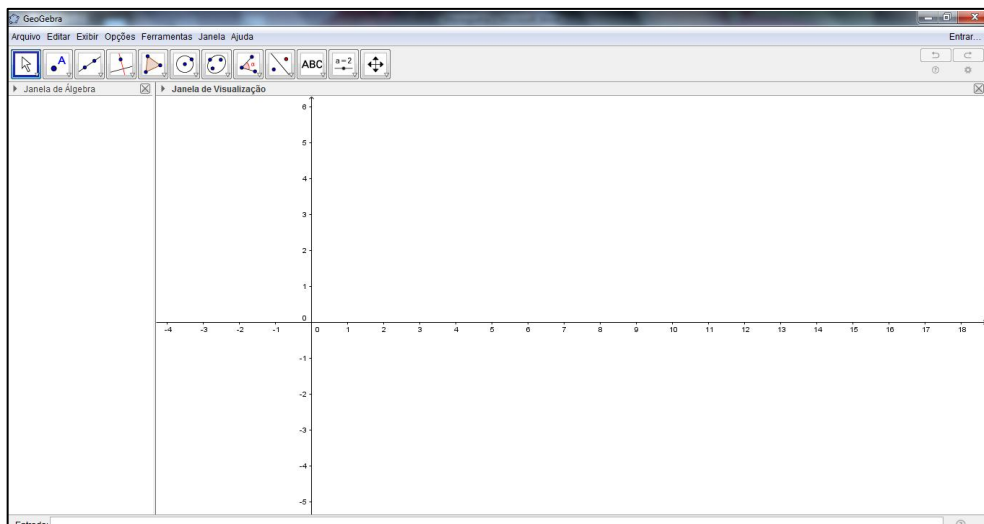 GeoGebra
Arquivo Editar Exibir Opções Ferramentas Janela Ajuda Entrar...
A α ABC a=2
Janela de Álgebra Janela de Visualização
6
5
4
3
2
1
0
-4 -3 -2 -1 0 1 2 3 4 5 6 7 8 9 10 11 12 13 14 15 16 17 18
-1
-2
-3
-4
-5
Entrada: